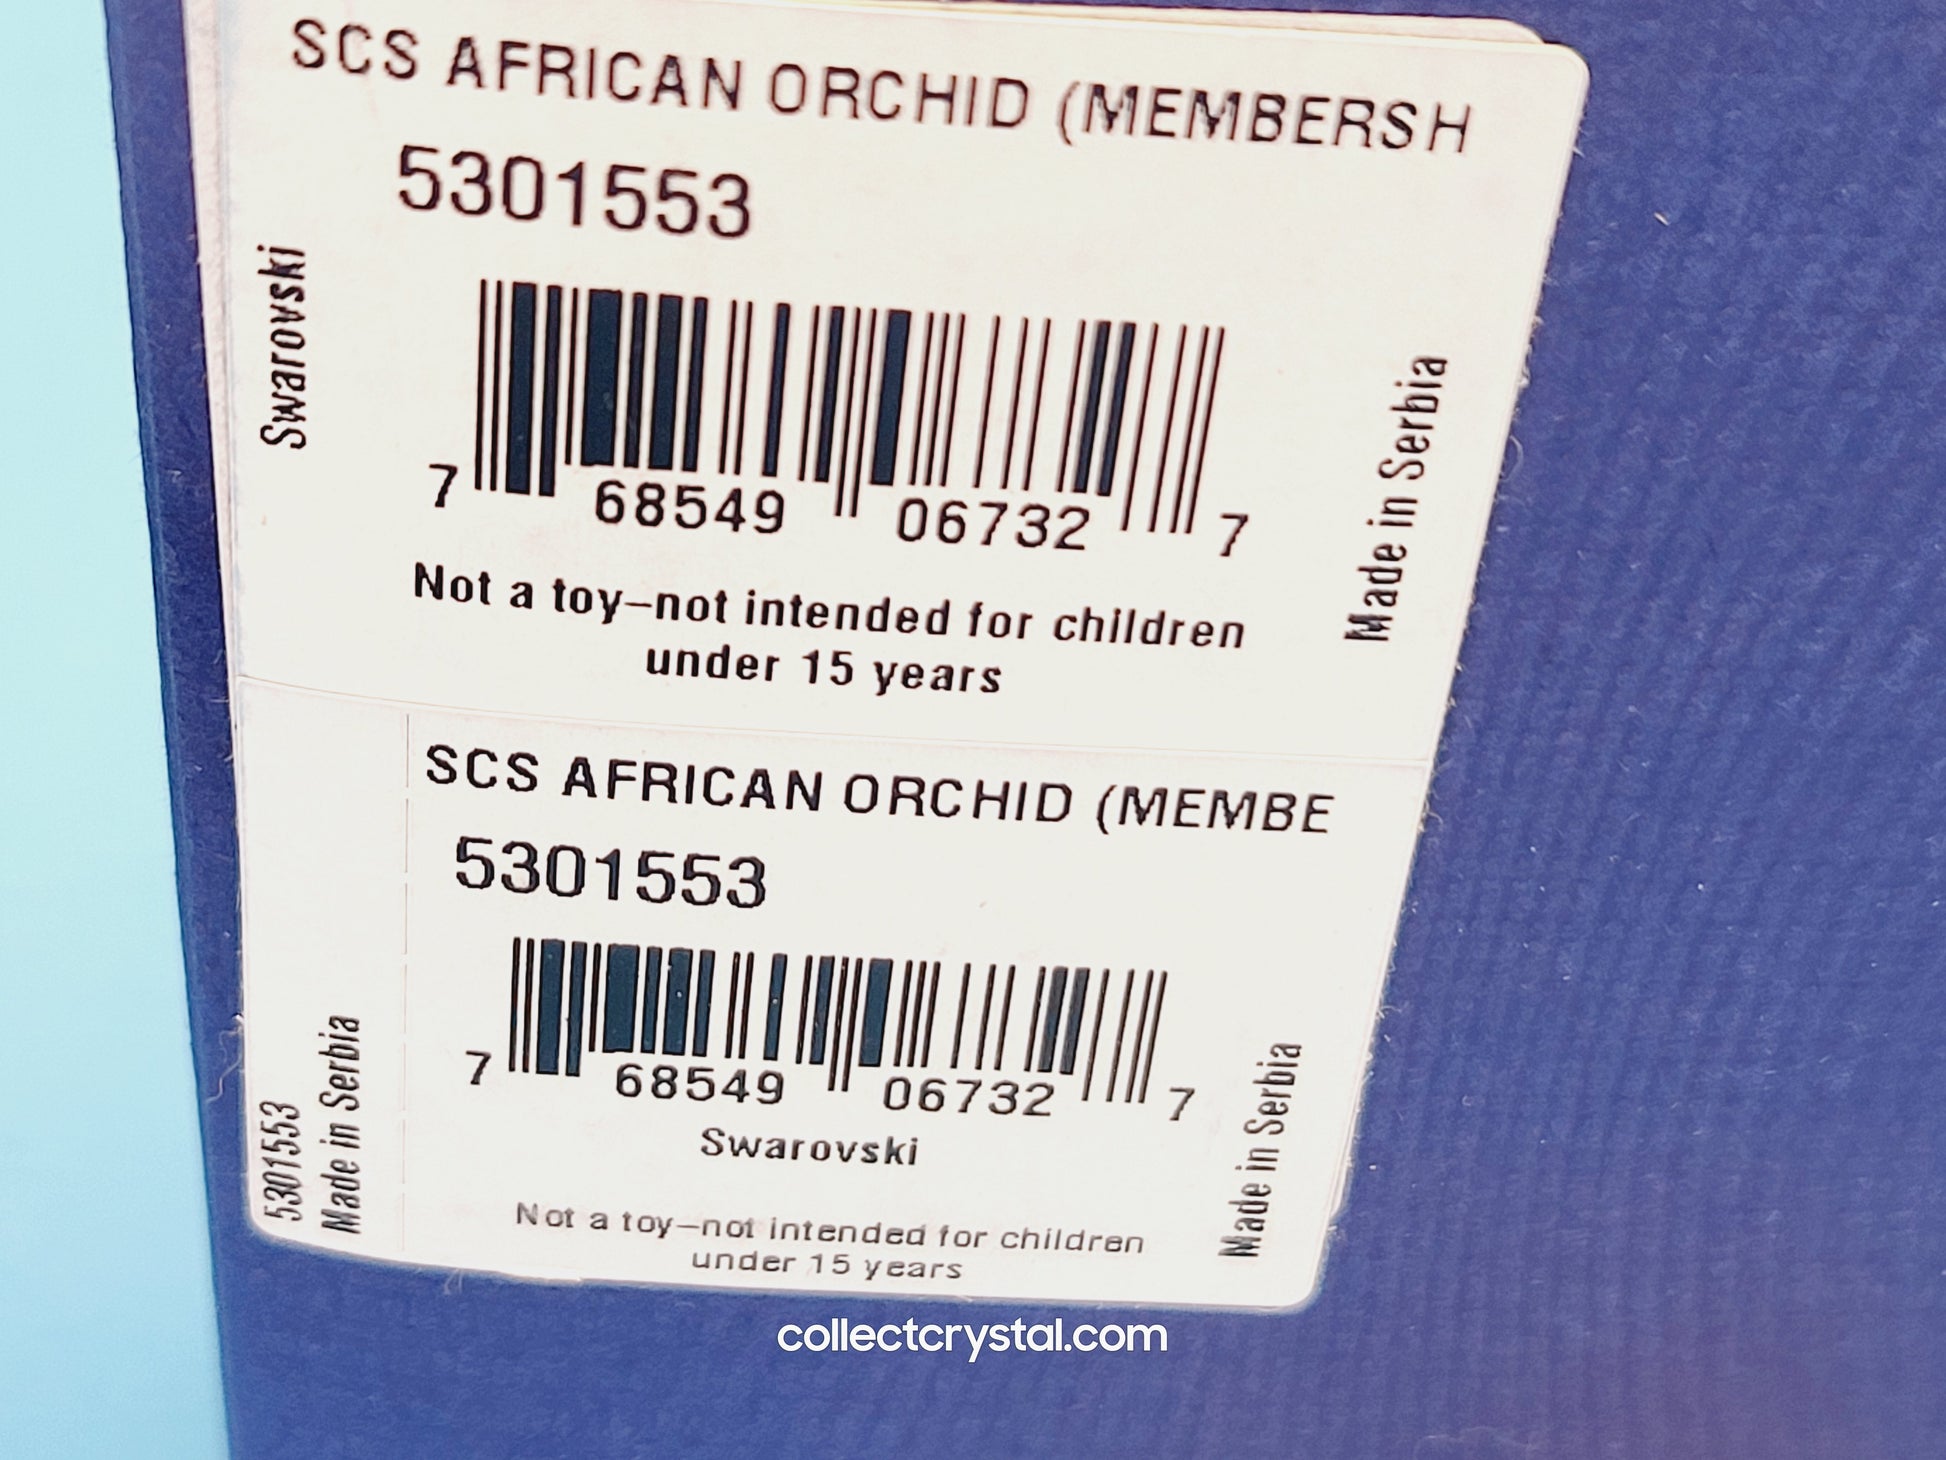 SCS AFRICAN ORCHID (MEMBERSH
5301553
Swarovski
7 68549 06732 7
Made in Serbia
Not a toy–not intended for children
under 15 years
SCS AFRICAN ORCHID (MEMBE
5301553
7 68549 06732 7
Swarovski
Not a toy–not intended for children
under 15 years
5301553
Made in Serbia
Made in Serbia
collectcrystal.com